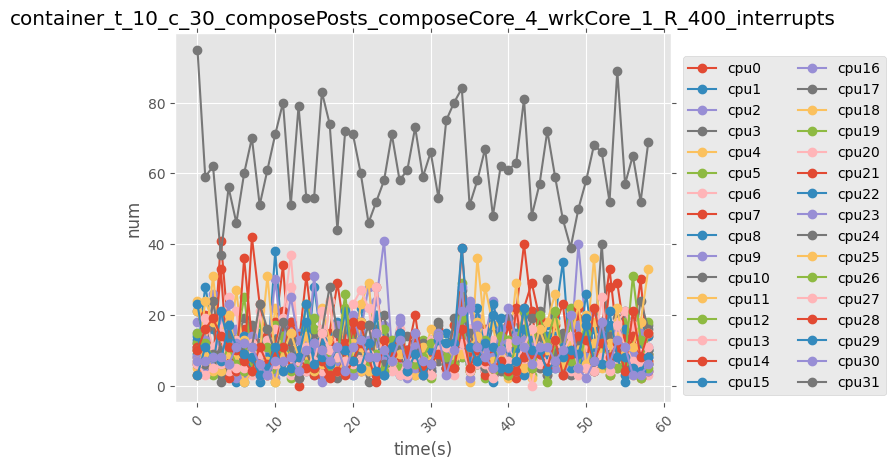 container_t_10_c_30_composePosts_composeCore_4_wrkCore_1_R_400_interrupts
num
80
60
40
20
0
0
10
20
30
40
50
60
time(s)
cpu0
cpu1
cpu2
cpu3
cpu4
cpu5
cpu6
cpu7
cpu8
cpu9
cpu10
cpu11
cpu12
cpu13
cpu14
cpu15
cpu16
cpu17
cpu18
cpu19
cpu20
cpu21
cpu22
cpu23
cpu24
cpu25
cpu26
cpu27
cpu28
cpu29
cpu30
cpu31